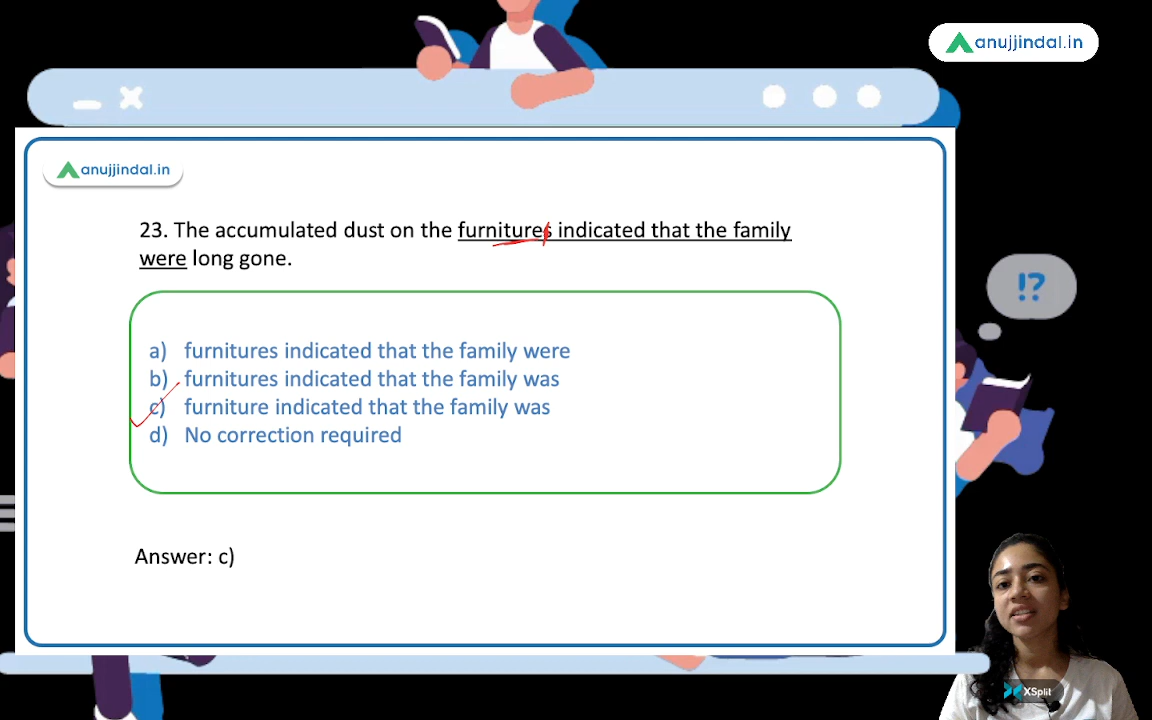 anujjindal.in
anujjindal.in
23. The accumulated dust on the furnitures indicated that the family
were long gone.
!?
a) furnitures indicated that the family were
b) furnitures indicated that the family was
c) furniture indicated that the family was
d) No correction required
Answer: c)
XSplit